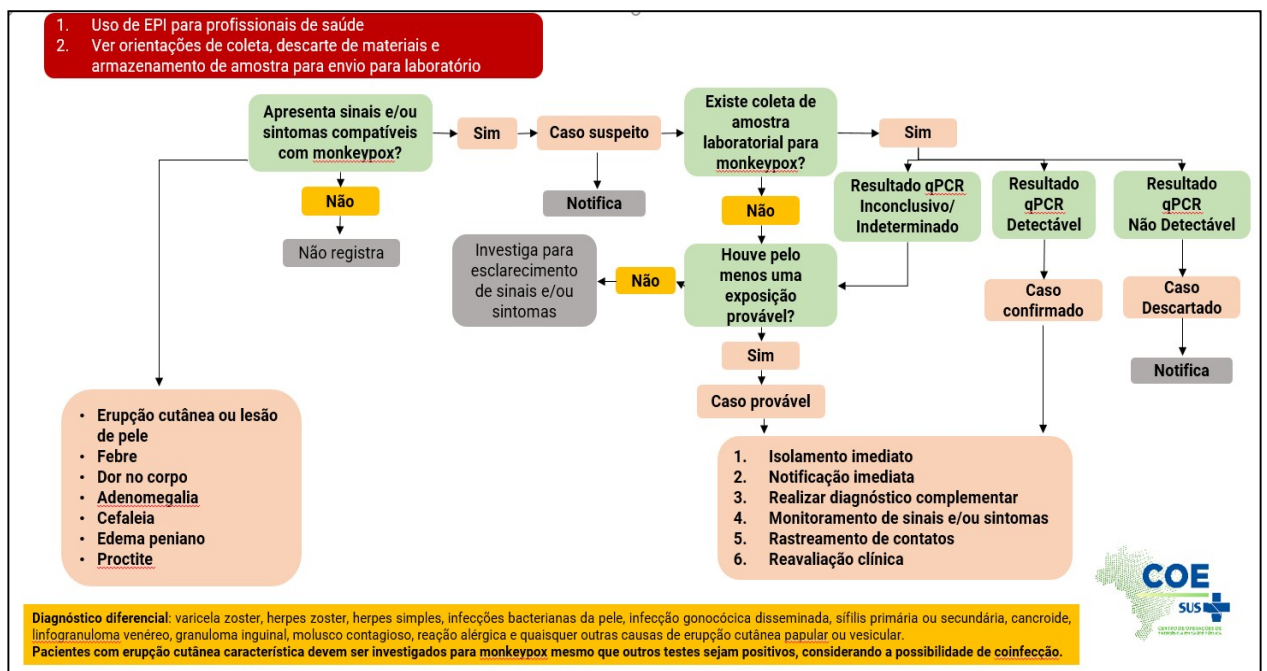 1. Uso de EPI para profissionais de saúde
2. Ver orientações de coleta, descarte de materiais e
armazenamento de amostra para envio para laboratório
Apresenta sinais e/ou
sintomas compatíveis
com monkeypox?
Sim
Caso suspeito
Existe coleta de
amostra
laboratorial para
monkeypox?
Sim
Não
Notifica
Não
Resultado qPCR
Inconclusivo/
Indeterminado
Resultado
qPCR
Detectável
Resultado
qPCR
Não Detectável
Não registra
Investiga para
esclarecimento
de sinais e/ou
sintomas
Não
Houve pelo
menos uma
exposição
provável?
Caso
confirmado
Caso
Descartado
Sim
Notifica
Caso provável
• Erupção cutânea ou lesão
de pele
• Febre
• Dor no corpo
• Adenomegalia
• Cefaleia
• Edema peniano
• Proctite
1. Isolamento imediato
2. Notificação imediata
3. Realizar diagnóstico complementar
4. Monitoramento de sinais e/ou sintomas
5. Rastreamento de contatos
6. Reavaliação clínica
COE
SUS
CENTRO DE OPERAÇÕES DE
EMERGÊNCIA EM SAÚDE PÚBLICA
Diagnóstico diferencial: varicela zoster, herpes zoster, herpes simples, infecções bacterianas da pele, infecção gonocócica disseminada, sífilis primária ou secundária, cancroide,
linfogranuloma venéreo, granuloma inguinal, molusco contagioso, reação alérgica e quaisquer outras causas de erupção cutânea papular ou vesicular.
Pacientes com erupção cutânea característica devem ser investigados para monkeypox mesmo que outros testes sejam positivos, considerando a possibilidade de coinfecção.